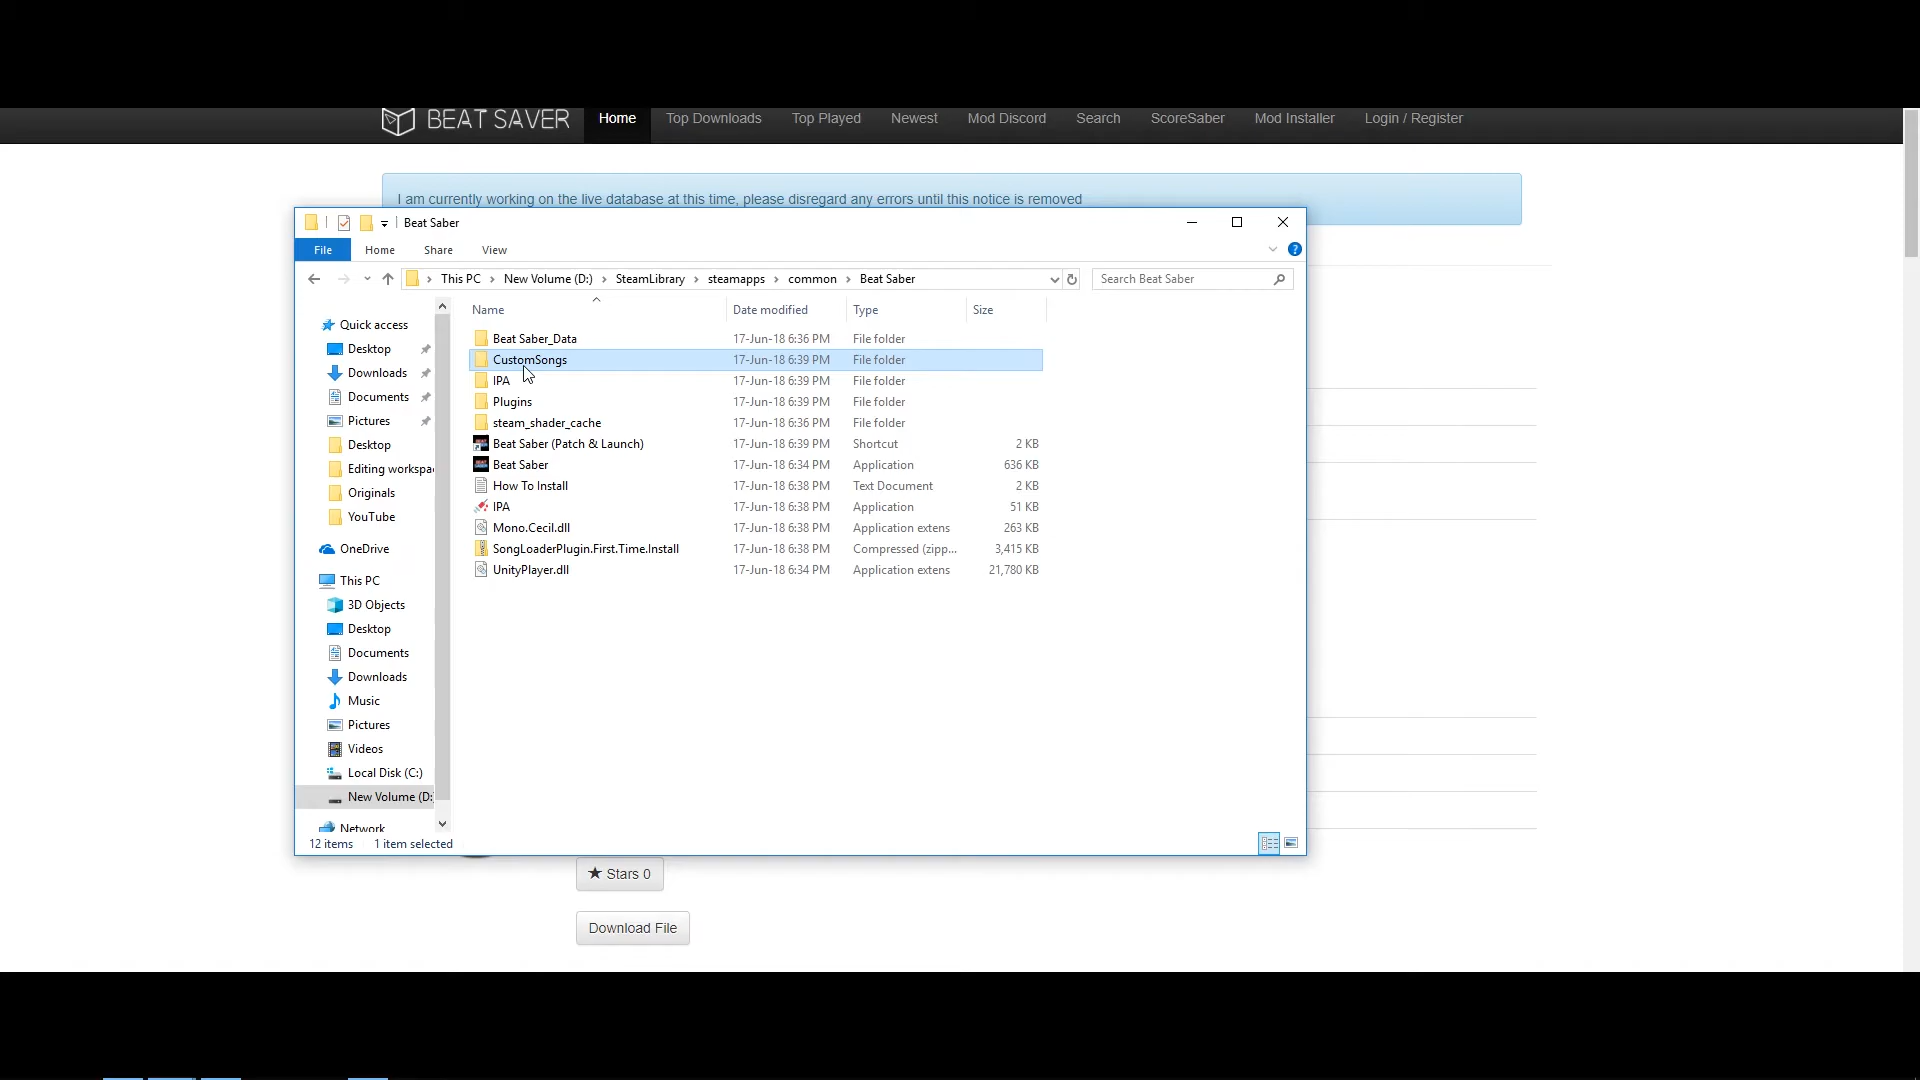 BEAT SAVER Home Top Downloads Top Played Newest Mod Discord Search ScoreSaber Mod Installer Login / Register
I am currently working on the live database at this time, please disregard any errors until this notice is removed
Beat Saber
File Home Share View
This PC > New Volume (D:) > SteamLibrary > steamapps > common > Beat Saber
Search Beat Saber
Name Date modified Type Size
Beat Saber_Data 17-Jun-18 6:36 PM File folder
CustomSongs 17-Jun-18 6:39 PM File folder
IPA 17-Jun-18 6:39 PM File folder
Plugins 17-Jun-18 6:39 PM File folder
steam_shader_cache 17-Jun-18 6:36 PM File folder
Beat Saber (Patch & Launch) 17-Jun-18 6:39 PM Shortcut 2 KB
Beat Saber 17-Jun-18 6:34 PM Application 636 KB
How To Install 17-Jun-18 6:38 PM Text Document 2 KB
IPA 17-Jun-18 6:38 PM Application 51 KB
Mono.Cecil.dll 17-Jun-18 6:38 PM Application extens 263 KB
SongLoaderPlugin.First.Time.Install 17-Jun-18 6:38 PM Compressed (zipp... 3,415 KB
UnityPlayer.dll 17-Jun-18 6:34 PM Application extens 21,780 KB
Quick access
Desktop
Downloads
Documents
Pictures
Desktop
Editing workspa
Originals
YouTube
OneDrive
This PC
3D Objects
Desktop
Documents
Downloads
Music
Pictures
Videos
Local Disk (C:)
New Volume (D:
Network
12 items 1 item selected
★ Stars 0
Download File